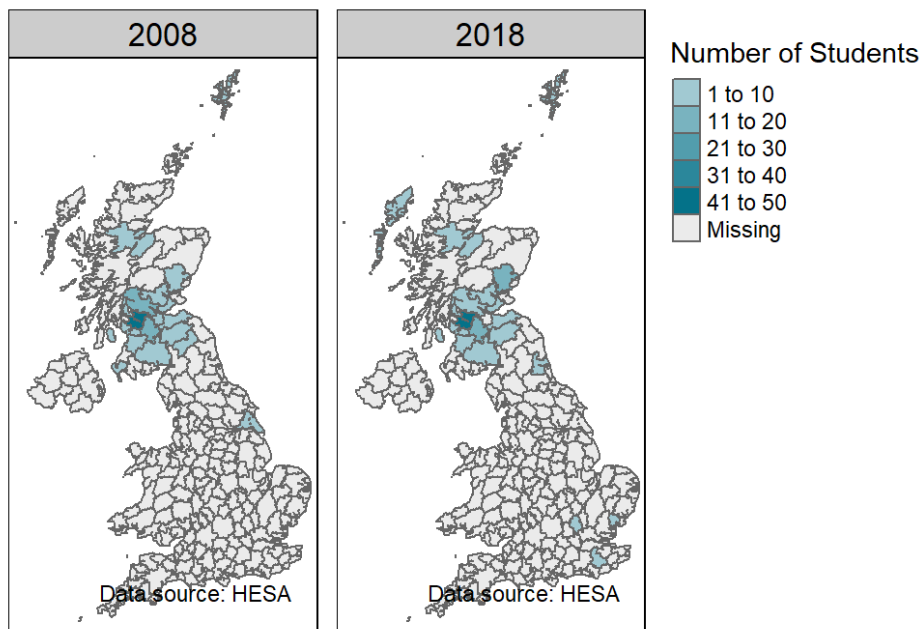 2008
2018
Number of Students
1 to 10
11 to 20
21 to 30
31 to 40
41 to 50
Missing
Data source: HESA
Data source: HESA